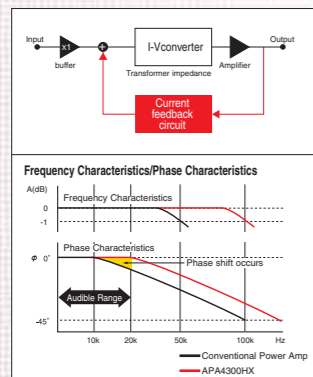 Input
Output
x1
+
I-Vconverter
buffer
Transformer impedance
Amplifier
Current
feedback
circuit
Frequency Characteristics/Phase Characteristics
A(dB)
Frequency Characteristics
0
-1
Phase Characteristics
Φ 0°
Phase shift occurs
Audible Range
-45°
10k 20k 50k 100k Hz
Conventional Power Amp
APA4300HX